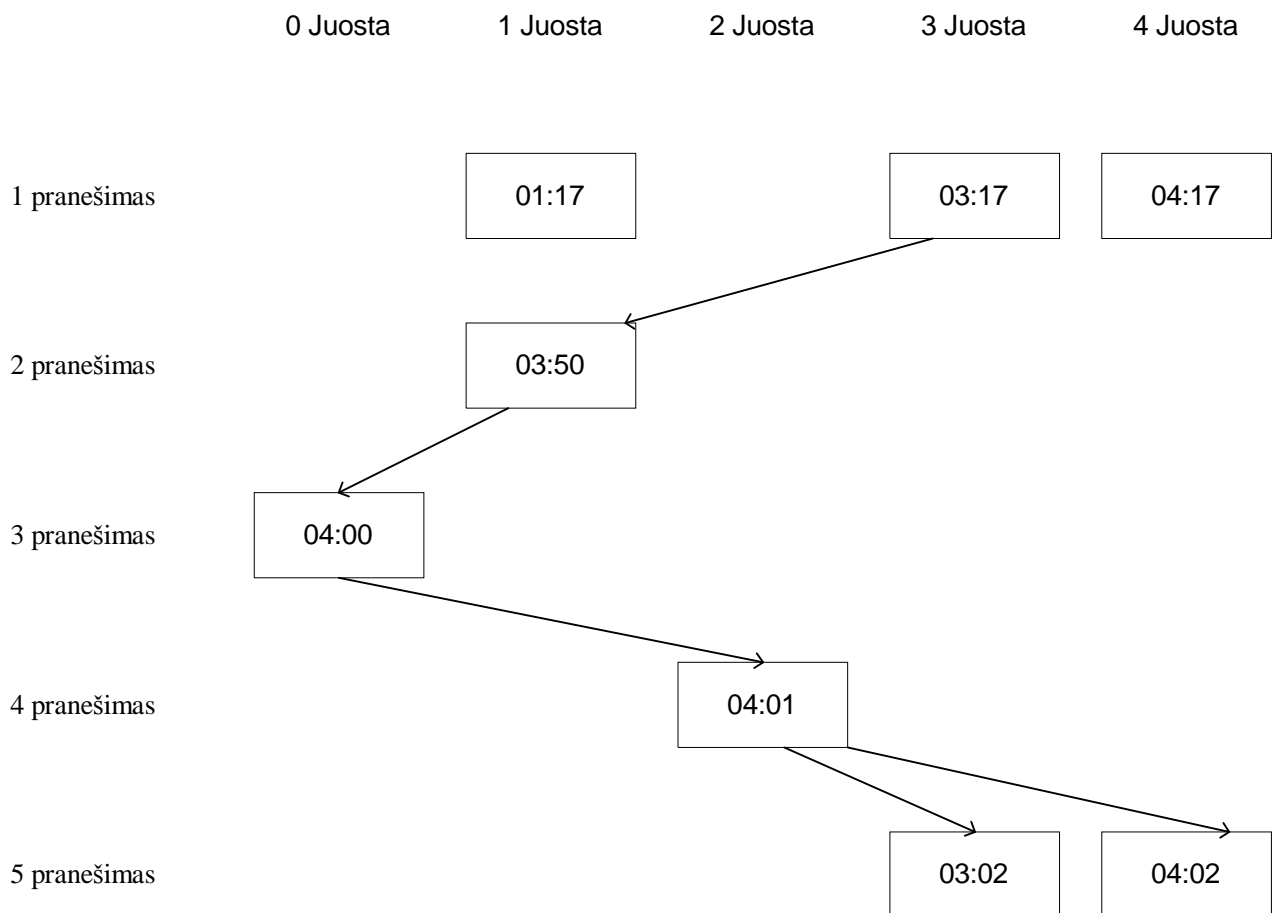 0 Juosta 1 Juosta 2 Juosta 3 Juosta 4 Juosta
1 pranešimas 01:17 03:17 04:17
2 pranešimas 03:50
3 pranešimas 04:00
4 pranešimas 04:01
5 pranešimas 03:02 04:02